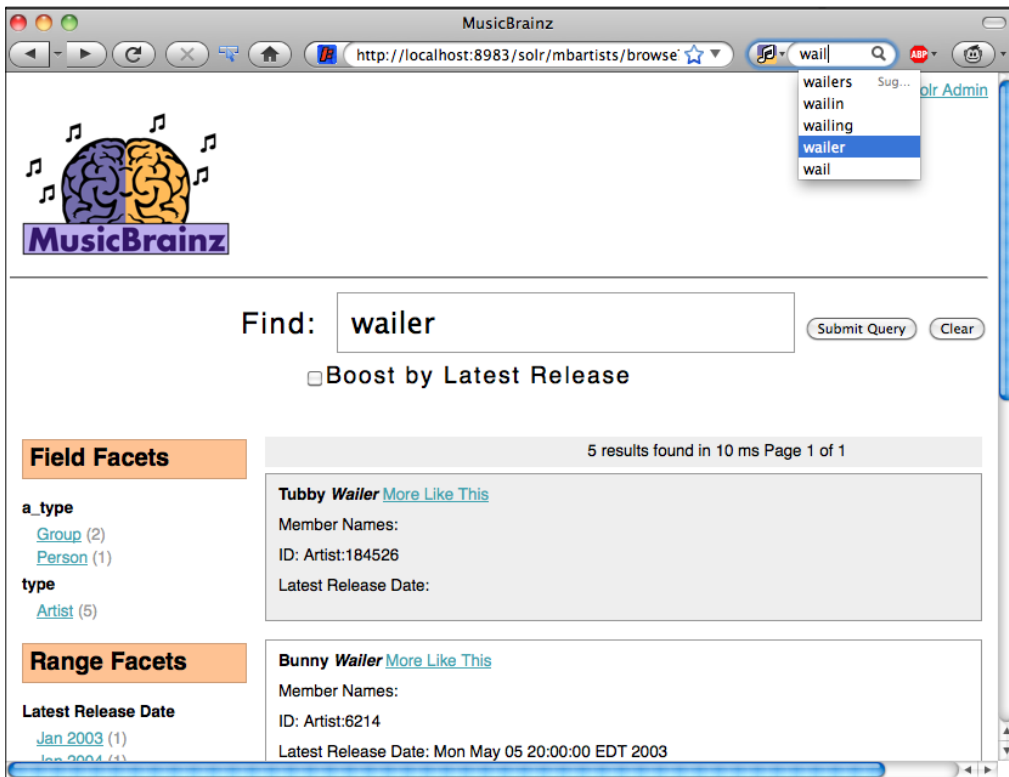 MusicBrainz
http://localhost:8983/solr/mbartists/browse
ABP
wail
wailers Sug...
wailin
wailing
wailer
wail
olr Admin
MusicBrainz
Find: wailer
Submit Query
Clear
Boost by Latest Release
Field Facets
a_type
Group (2)
Person (1)
type
Artist (5)
Range Facets
Latest Release Date
Jan 2003 (1)
Jan 2004 (1)
5 results found in 10 ms Page 1 of 1
Tubby Wailer More Like This
Member Names:
ID: Artist:184526
Latest Release Date:
Bunny Wailer More Like This
Member Names:
ID: Artist:6214
Latest Release Date: Mon May 05 20:00:00 EDT 2003